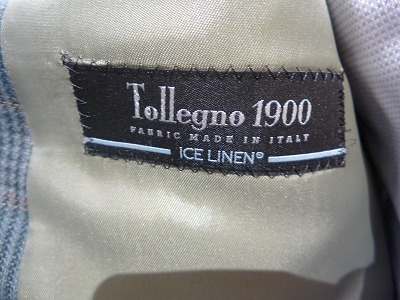 Tollegno 1900
FABRIC MADE IN ITALY
ICE LINEN®